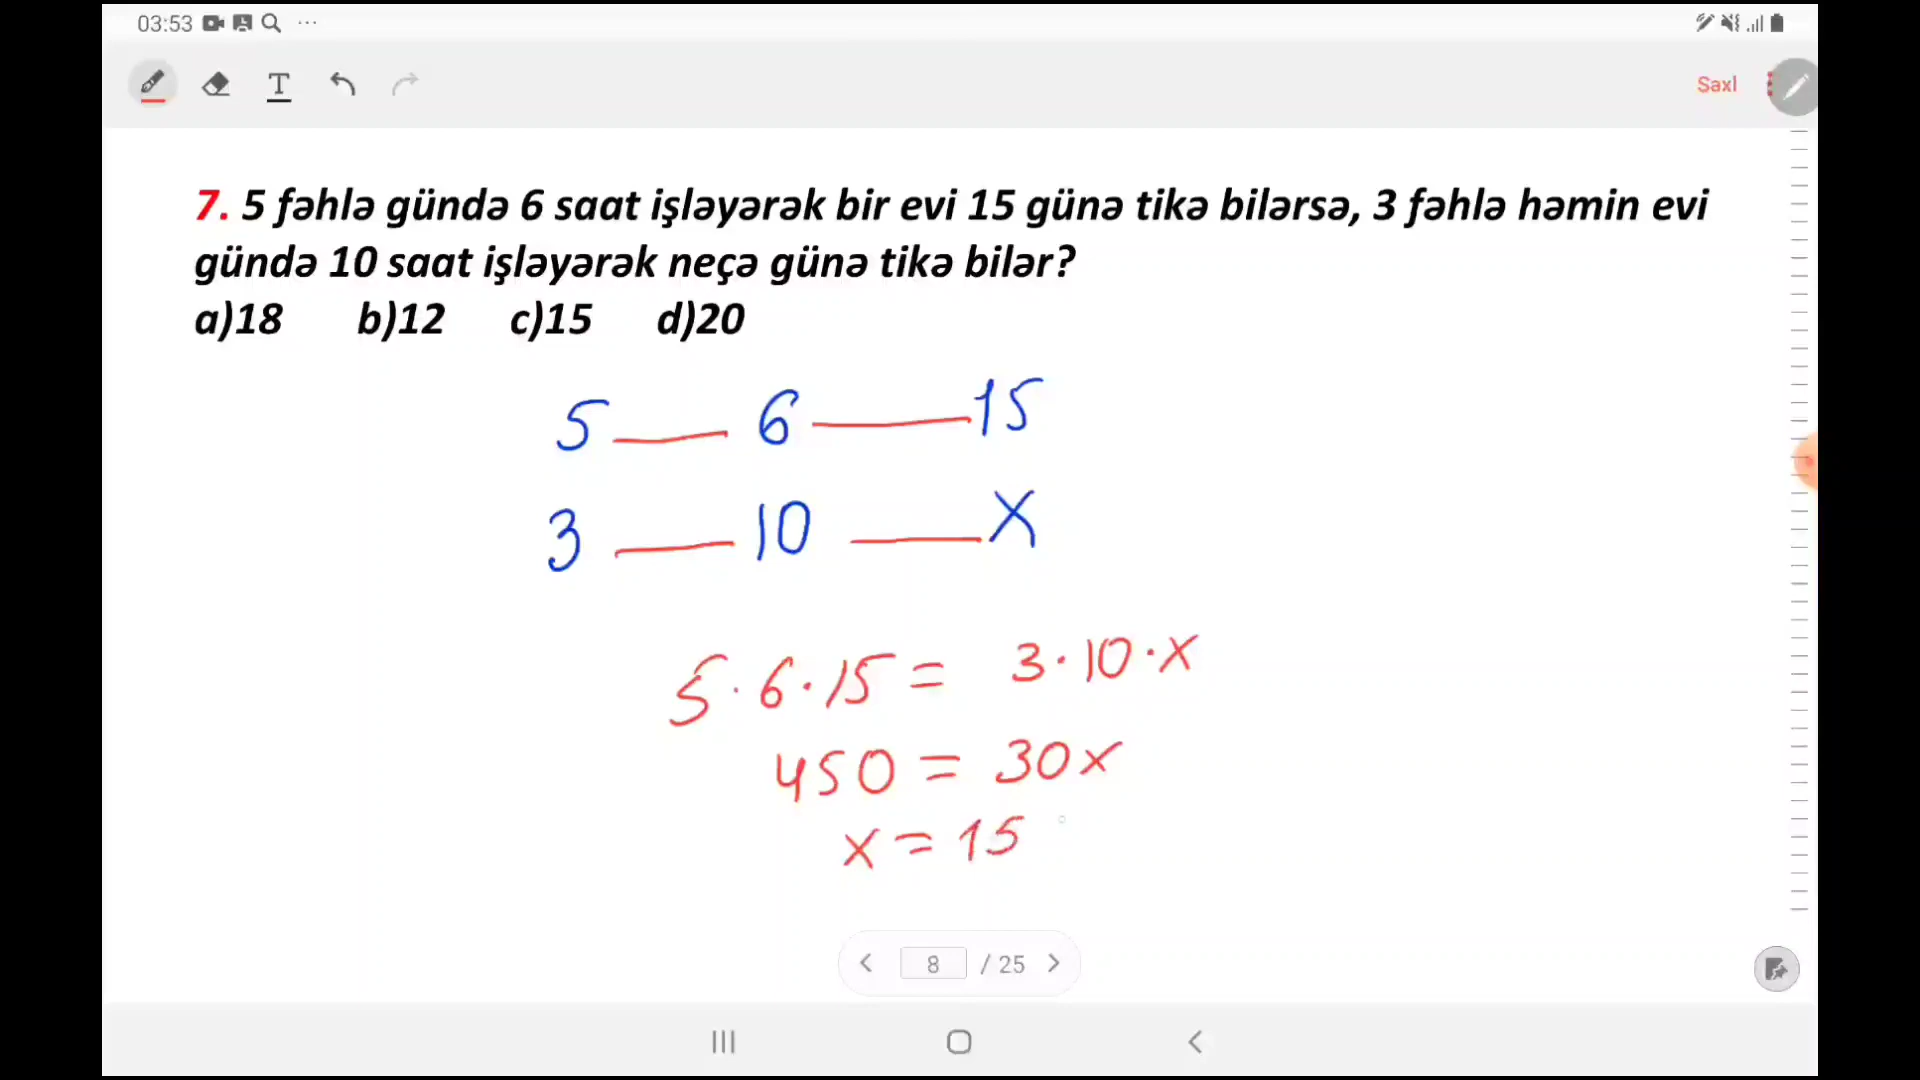 03:53 ...
T
Saxl
7. 5 fəhlə gündə 6 saat işləyərək bir evi 15 günə tikə bilərsə, 3 fəhlə həmin evi
gündə 10 saat işləyərək neçə günə tikə bilər?
a)18 b)12 c)15 d)20
5 — 6 — 15
3 — 10 — x
5 · 6 · 15 = 3 · 10 · x
450 = 30x
x = 15
8 / 25